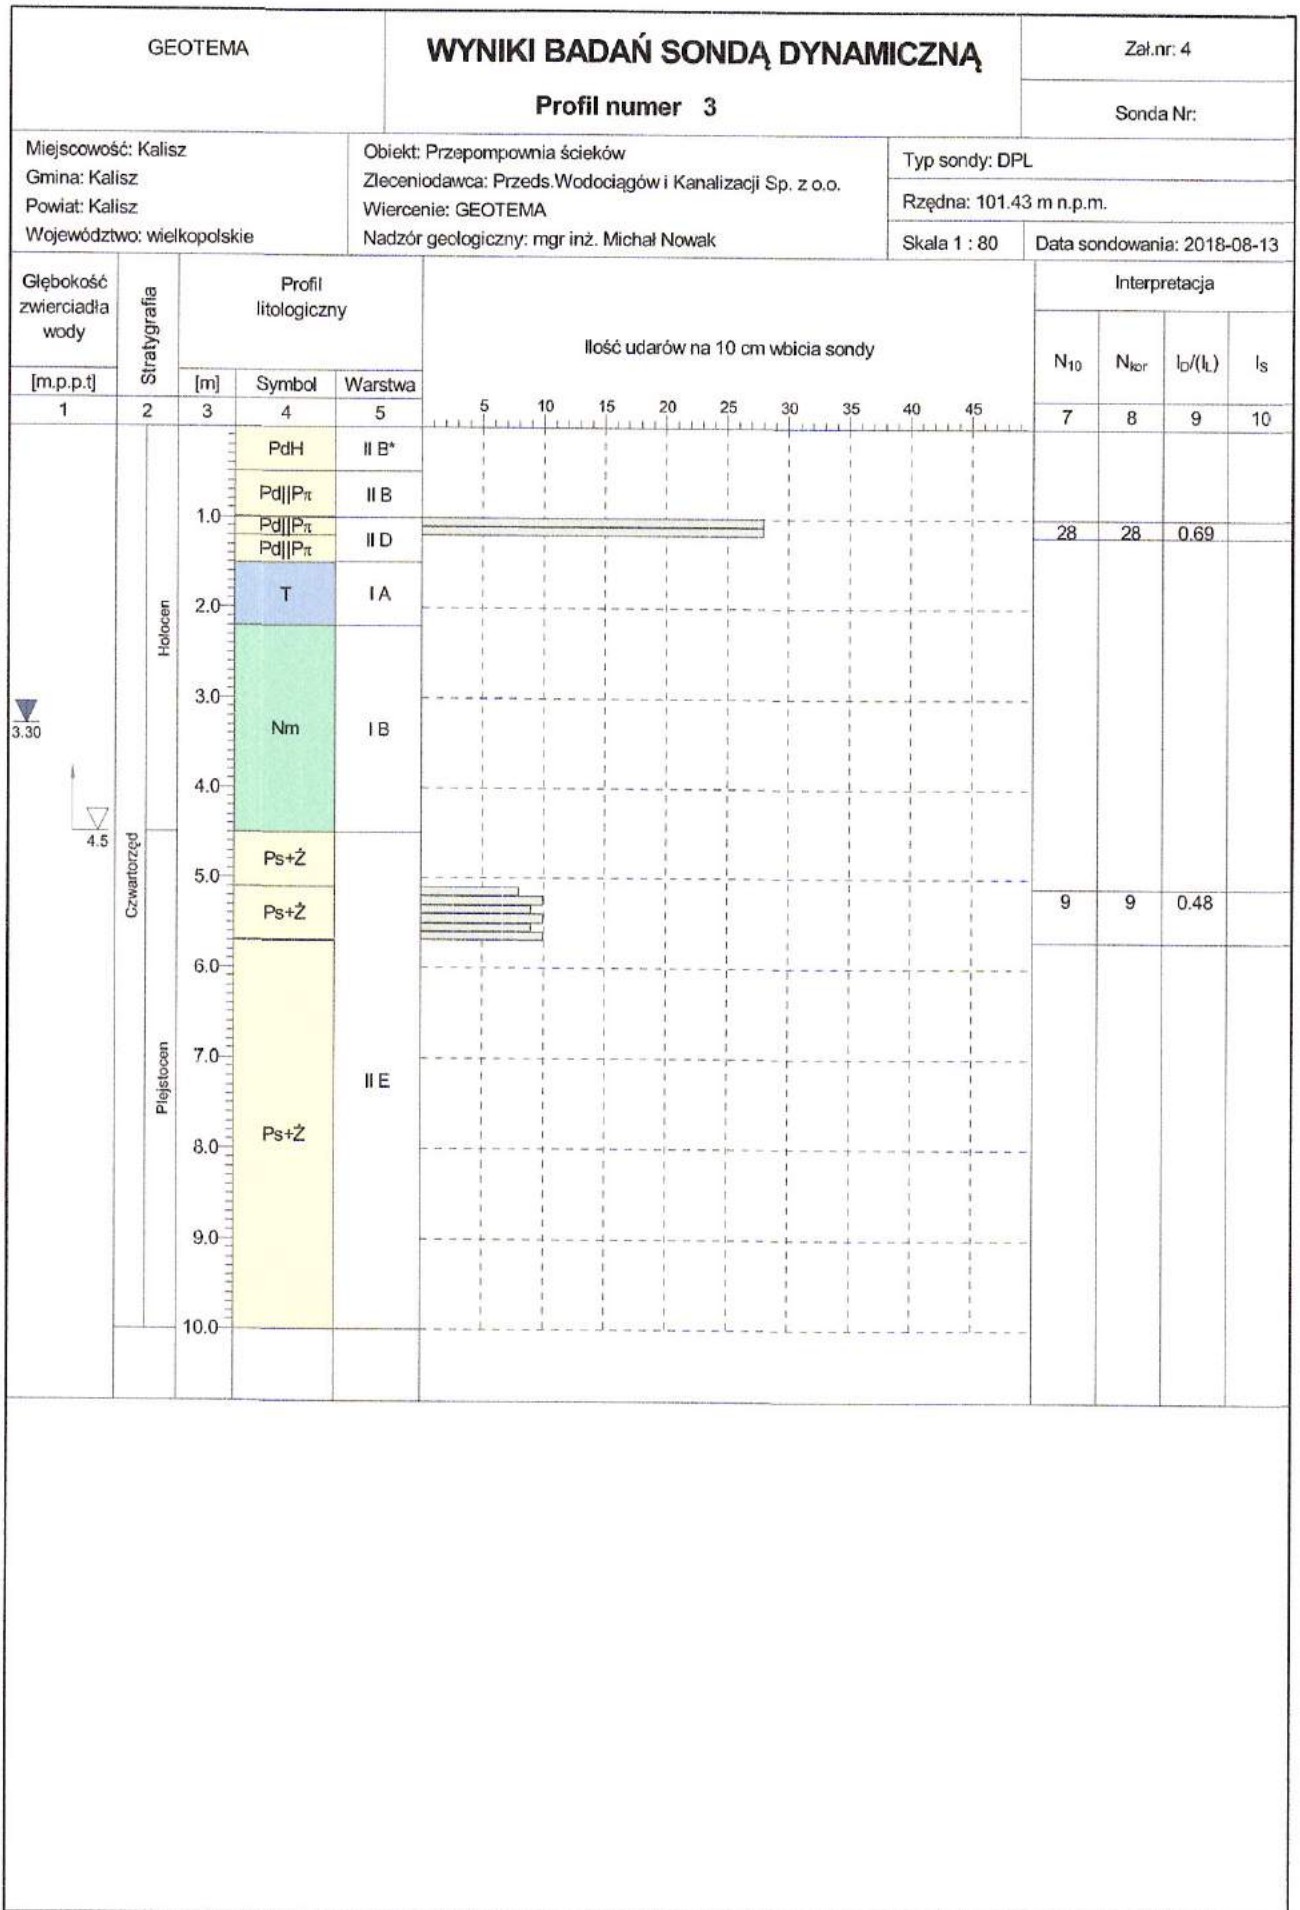 GEOTEMA
WYNIKI BADAŃ SONDĄ DYNAMICZNĄ
Profil numer 3
Zał.nr: 4
Sonda Nr:
Miejscowość: Kalisz
Gmina: Kalisz
Powiat: Kalisz
Województwo: wielkopolskie
Obiekt: Przepompownia ścieków
Zleceniodawca: Przeds.Wodociągów i Kanalizacji Sp. z o.o.
Wiercenie: GEOTEMA
Nadzór geologiczny: mgr inż. Michał Nowak
Typ sondy: DPL
Rzędna: 101.43 m n.p.m.
Skala 1 : 80
Data sondowania: 2018-08-13
Głębokość
zwierciadła
wody
[m.p.p.t]
Stratygrafia
Profil
litologiczny
[m] Symbol Warstwa
Ilość udarów na 10 cm wbicia sondy
Interpretacja
N10 Nkor ID/(IL) IS
1 2 3 4 5
5 10 15 20 25 30 35 40 45
7 8 9 10
PdH II B*
Pd||Pπ II B
1.0
Pd||Pπ
Pd||Pπ
II D
28 28 0.69
T I A
2.0
Holocen
3.0
3.30
Nm I B
4.0
4.5
Czwartorzęd
Ps+Ż
5.0
Ps+Ż
9 9 0.48
6.0
7.0
Plejstocen
II E
Ps+Ż
8.0
9.0
10.0